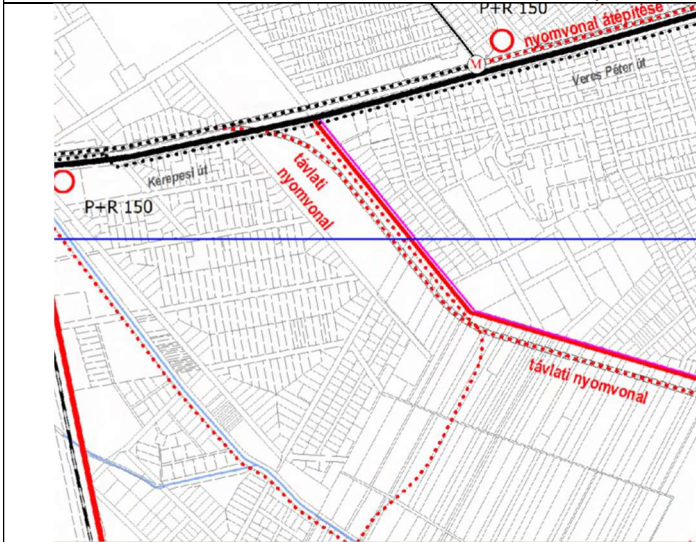 P+R 150
nyomvonal átépítése
M
Veres Péter út
Kerepesi út
távlati
nyomvonal
P+R 150
távlati nyomvonal